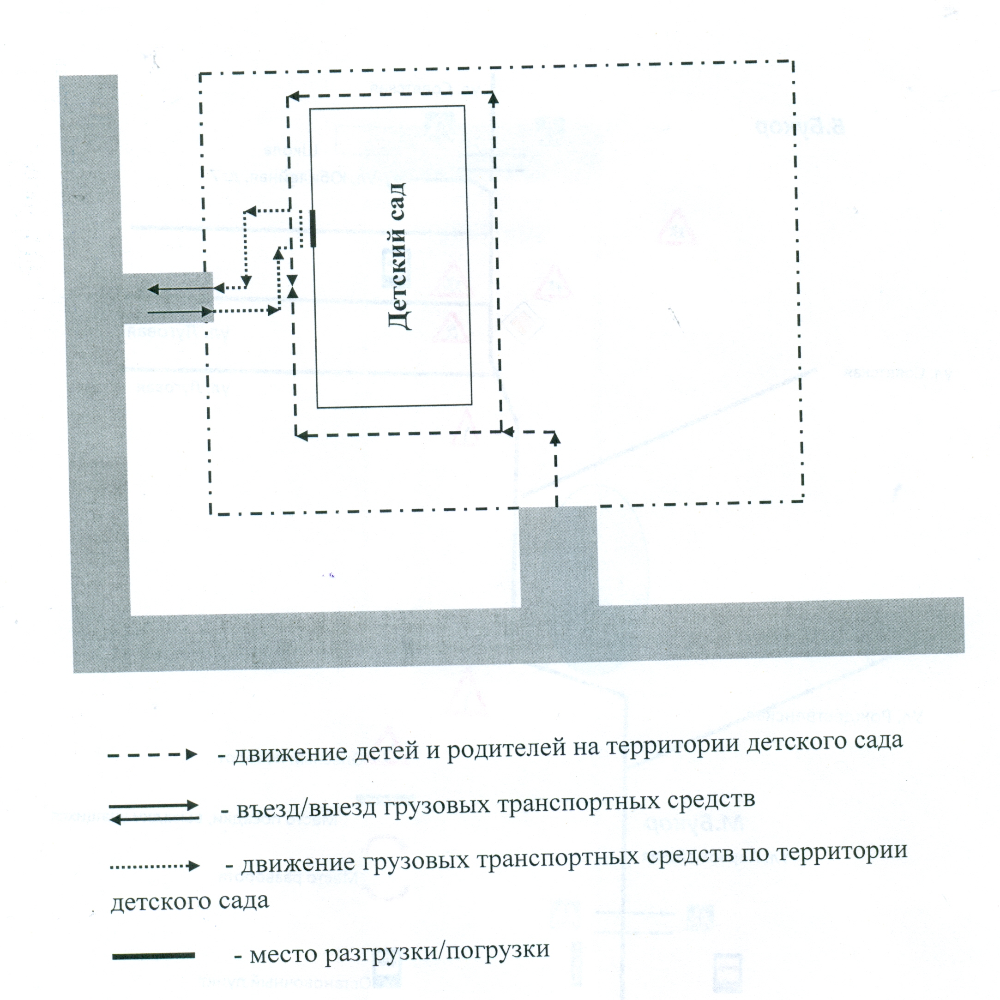 Детский сад
- движение детей и родителей на территории детского сада
- въезд/выезд грузовых транспортных средств
- движение грузовых транспортных средств по территории
детского сада
- место разгрузки/погрузки